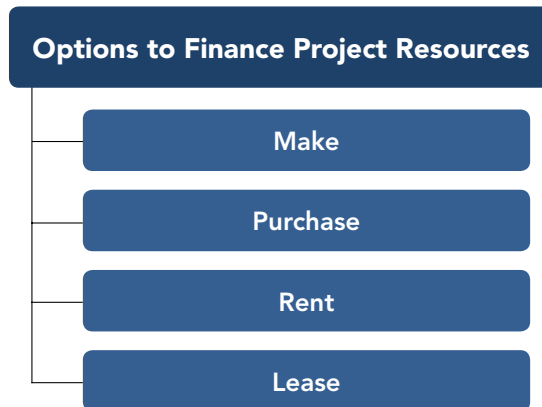 Options to Finance Project Resources
Make
Purchase
Rent
Lease